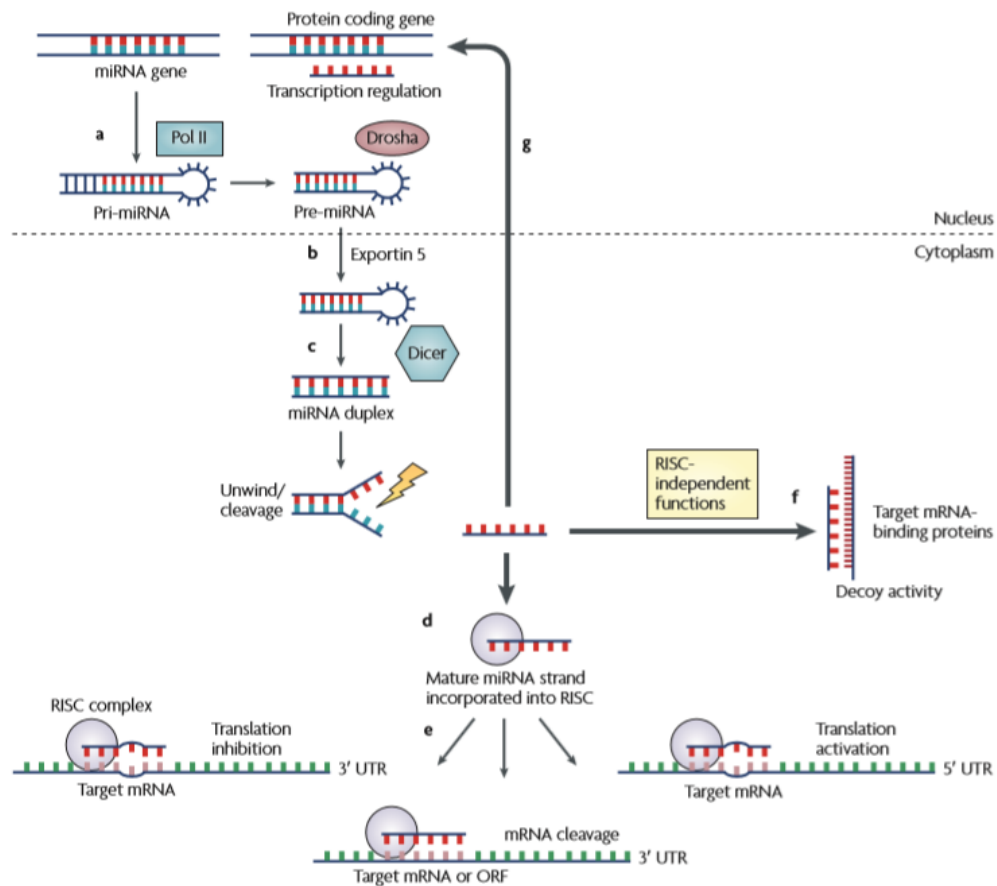 Protein coding gene
miRNA gene
Transcription regulation
a
Pol II
Drosha
g
Pri-miRNA
Pre-miRNA
Nucleus
Cytoplasm
b
Exportin 5
c
Dicer
miRNA duplex
Unwind/
cleavage
RISC-
independent
functions
f
Target mRNA-
binding proteins
Decoy activity
d
Mature miRNA strand
incorporated into RISC
e
RISC complex
Translation
inhibition
3′ UTR
Target mRNA
Translation
activation
5′ UTR
Target mRNA
mRNA cleavage
3′ UTR
Target mRNA or ORF